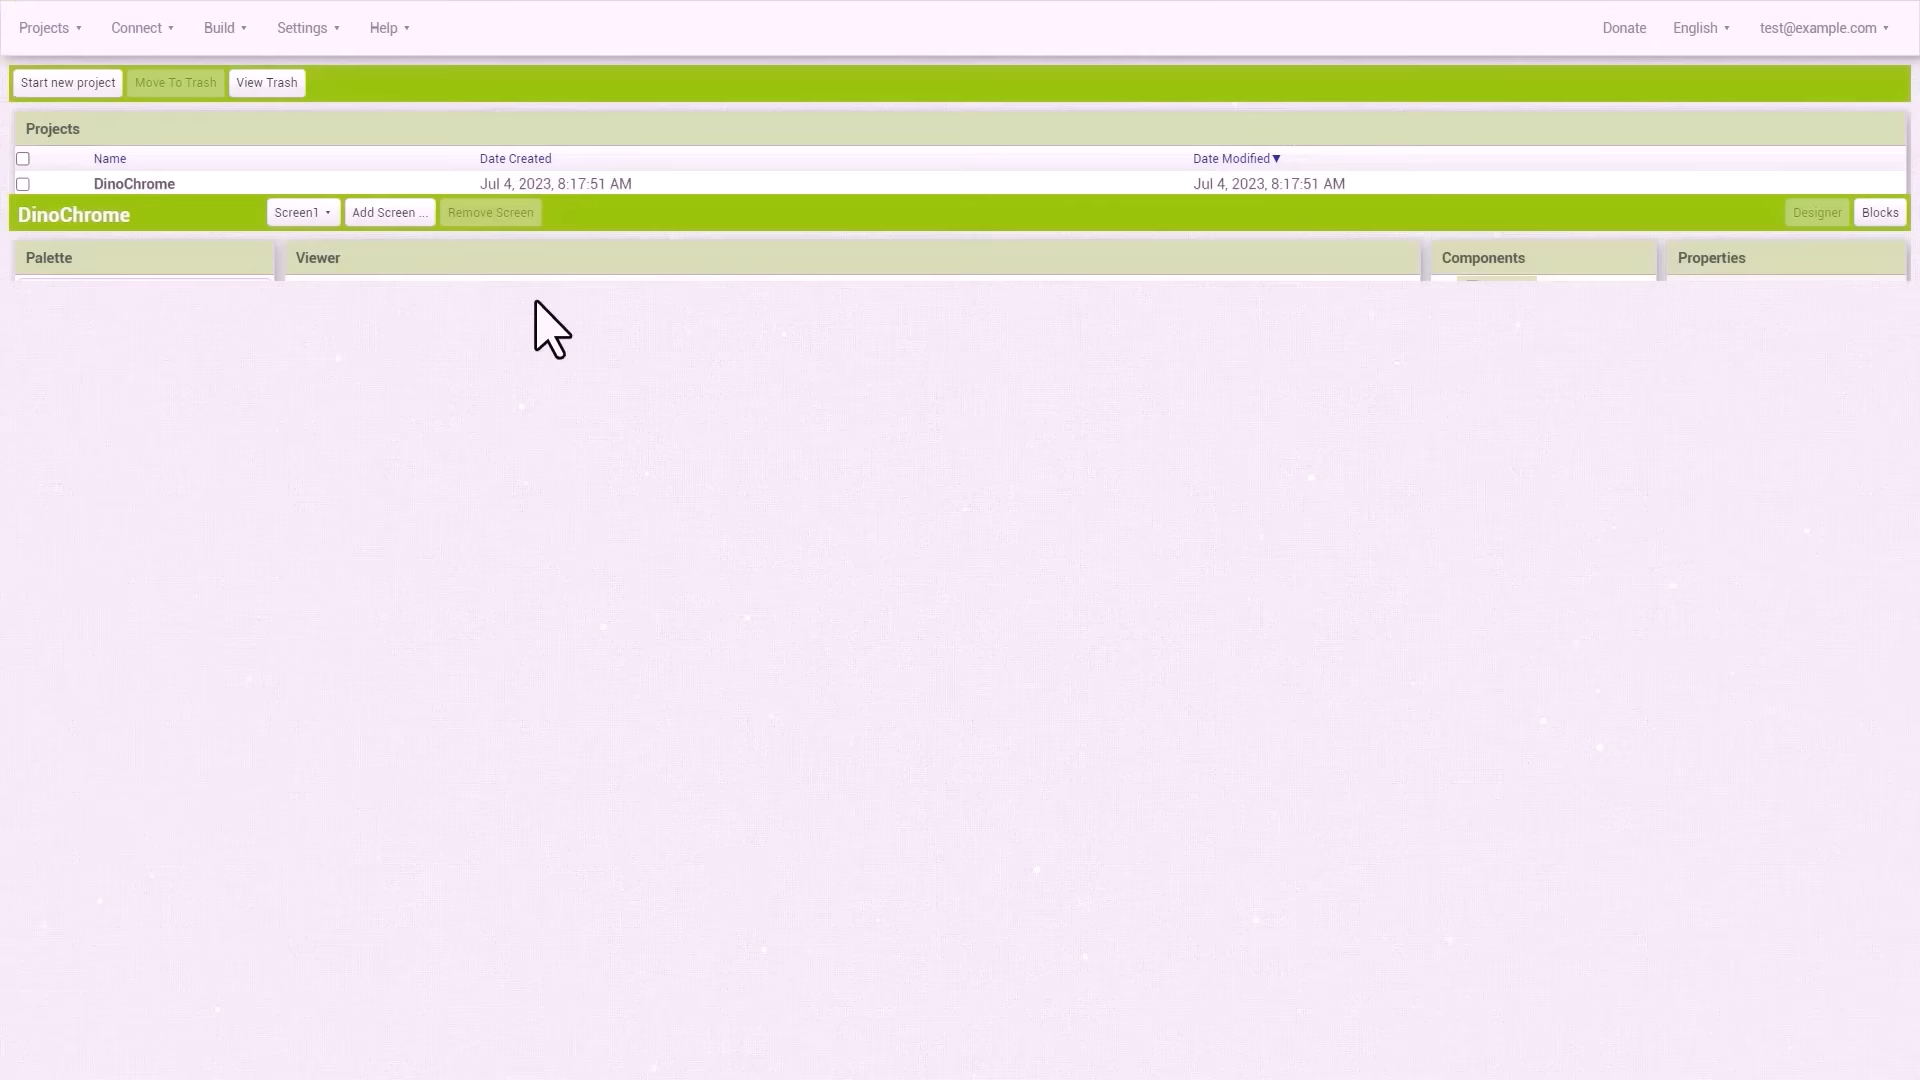 Projects ▾ Connect ▾ Build ▾ Settings ▾ Help ▾ Donate English ▾ test@example.com ▾
Start new project Move To Trash View Trash
Projects
Name Date Created Date Modified▼
DinoChrome Jul 4, 2023, 8:17:51 AM Jul 4, 2023, 8:17:51 AM
DinoChrome Screen1 ▾ Add Screen ... Remove Screen Designer Blocks
Palette Viewer Components Properties